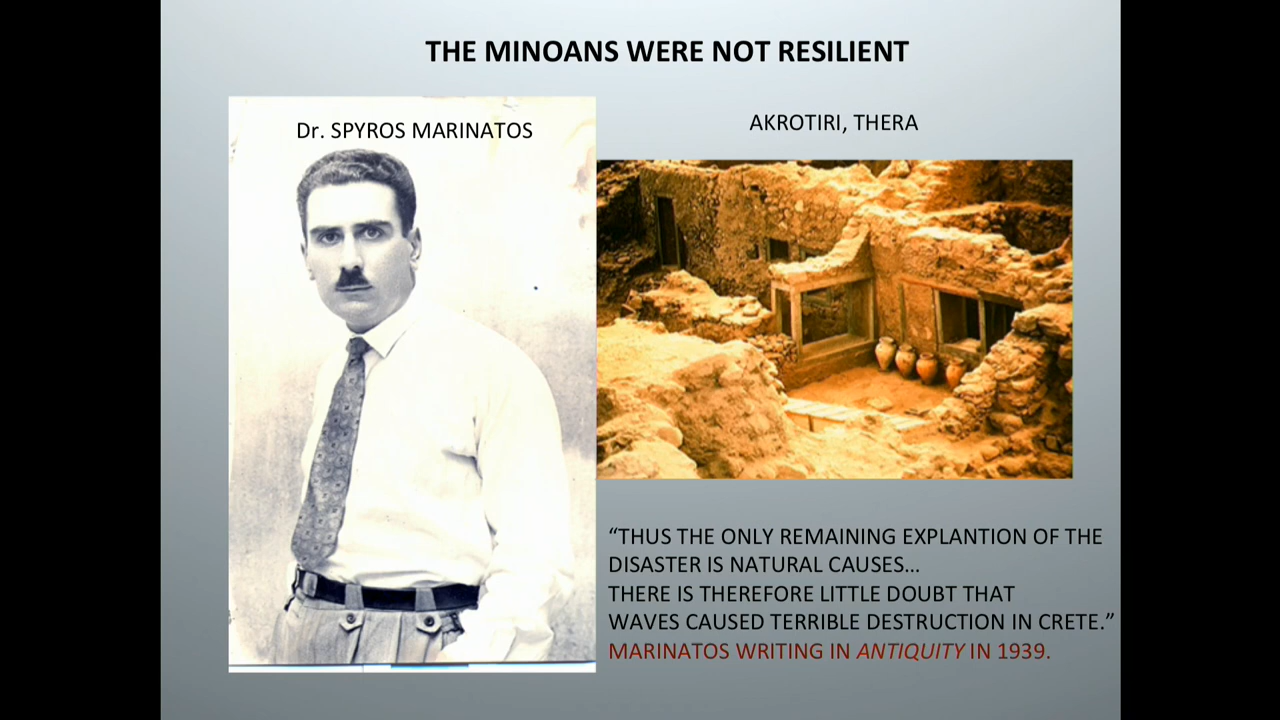 THE MINOANS WERE NOT RESILIENT
Dr. SPYROS MARINATOS
AKROTIRI, THERA
“THUS THE ONLY REMAINING EXPLANTION OF THE
DISASTER IS NATURAL CAUSES…
THERE IS THEREFORE LITTLE DOUBT THAT
WAVES CAUSED TERRIBLE DESTRUCTION IN CRETE.”
MARINATOS WRITING IN ANTIQUITY IN 1939.